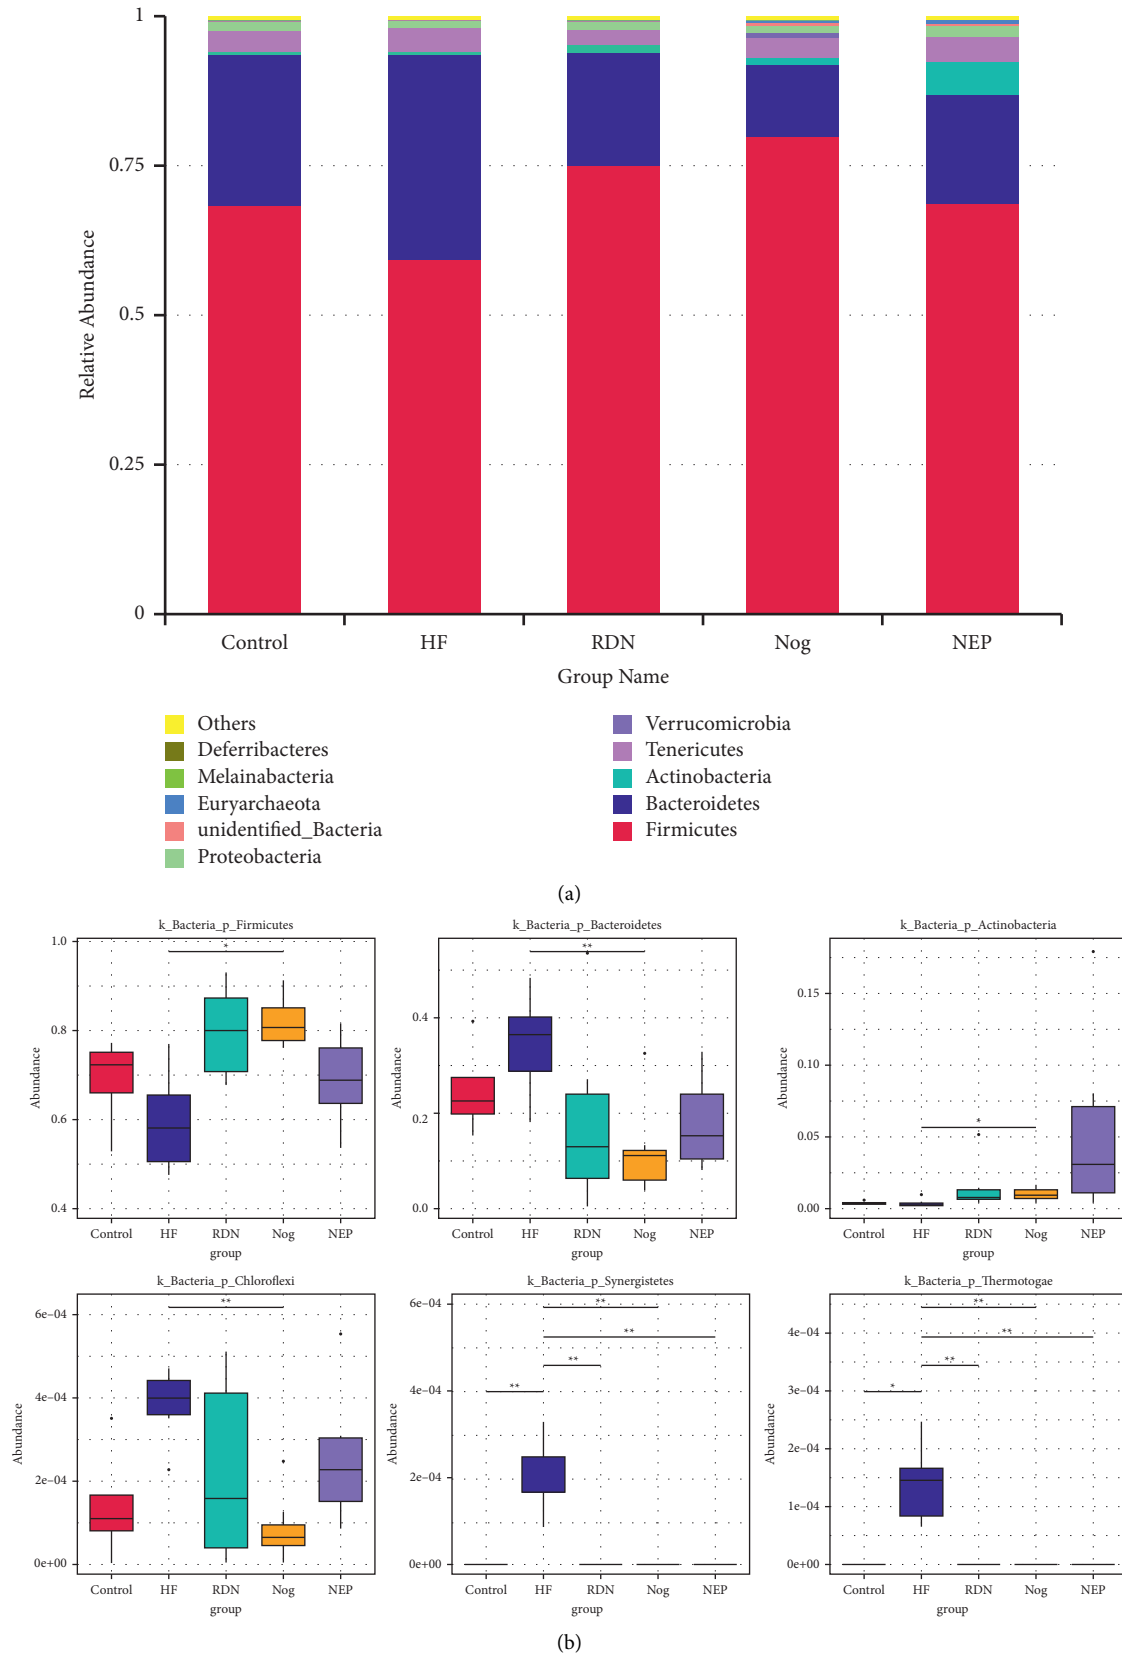 1
0.75
0.5
0.25
0
Relative Abundance
Control HF RDN Nog NEP
Group Name
Others
Deferribacteres
Melainabacteria
Euryarchaeota
unidentified_Bacteria
Proteobacteria
Verrucomicrobia
Tenericutes
Actinobacteria
Bacteroidetes
Firmicutes
(a)
k_Bacteria_p_Firmicutes
1.0
0.8
0.6
0.4
Abundance
*
Control HF RDN Nog NEP
group
k_Bacteria_p_Bacteroidetes
0.4
0.2
0.0
Abundance
**
Control HF RDN Nog NEP
group
k_Bacteria_p_Actinobacteria
0.15
0.10
0.05
0.00
Abundance
*
Control HF RDN Nog NEP
group
k_Bacteria_p_Chloroflexi
6e−04
4e−04
2e−04
0e+00
Abundance
**
Control HF RDN Nog NEP
group
k_Bacteria_p_Synergistetes
6e−04
4e−04
2e−04
0e+00
Abundance
**
**
**
**
Control HF RDN Nog NEP
group
k_Bacteria_p_Thermotogae
4e−04
3e−04
2e−04
1e−04
0e+00
Abundance
**
**
**
*
Control HF RDN Nog NEP
group
(b)